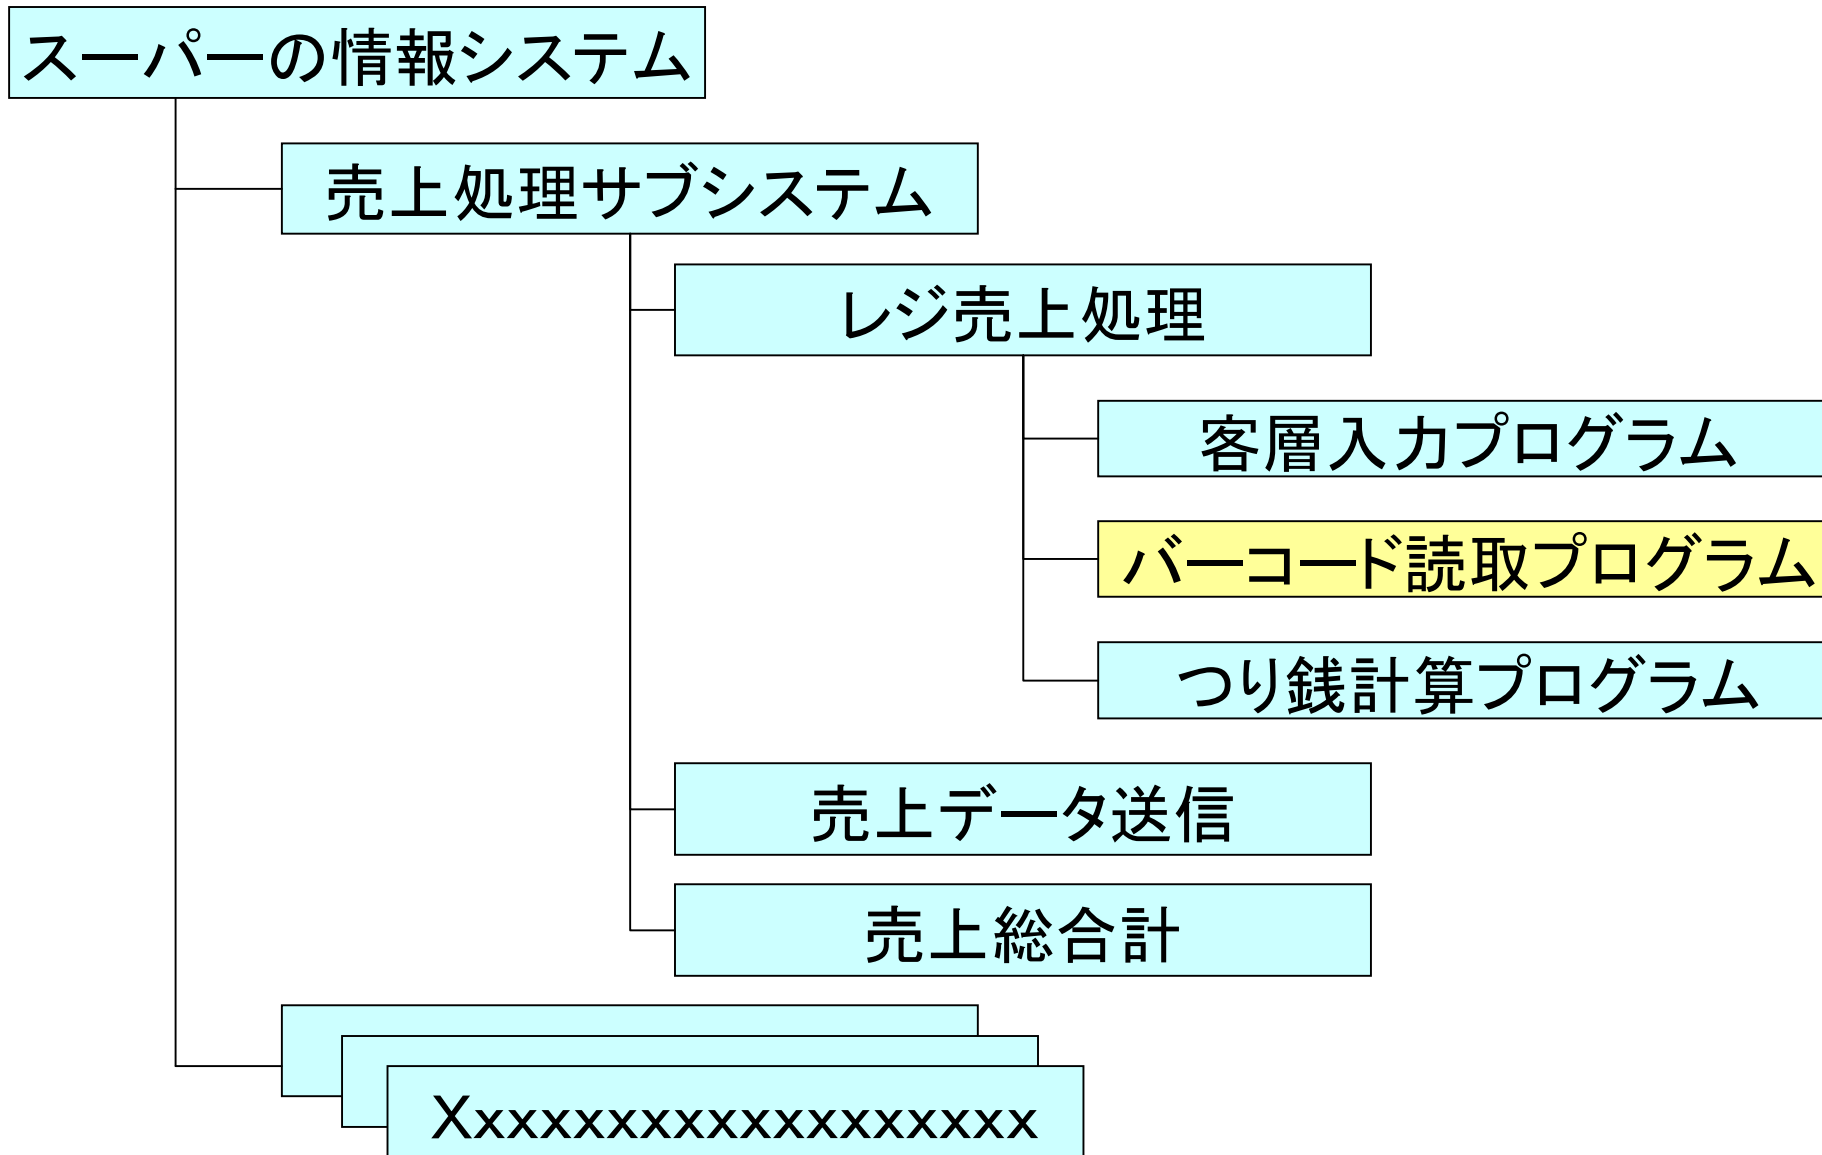 スーパーの情報システム
売上処理サブシステム
レジ売上処理
客層入力プログラム
バーコード読取プログラム
つり銭計算プログラム
売上データ送信
売上総合計
Xxxxxxxxxxxxxxxxxx